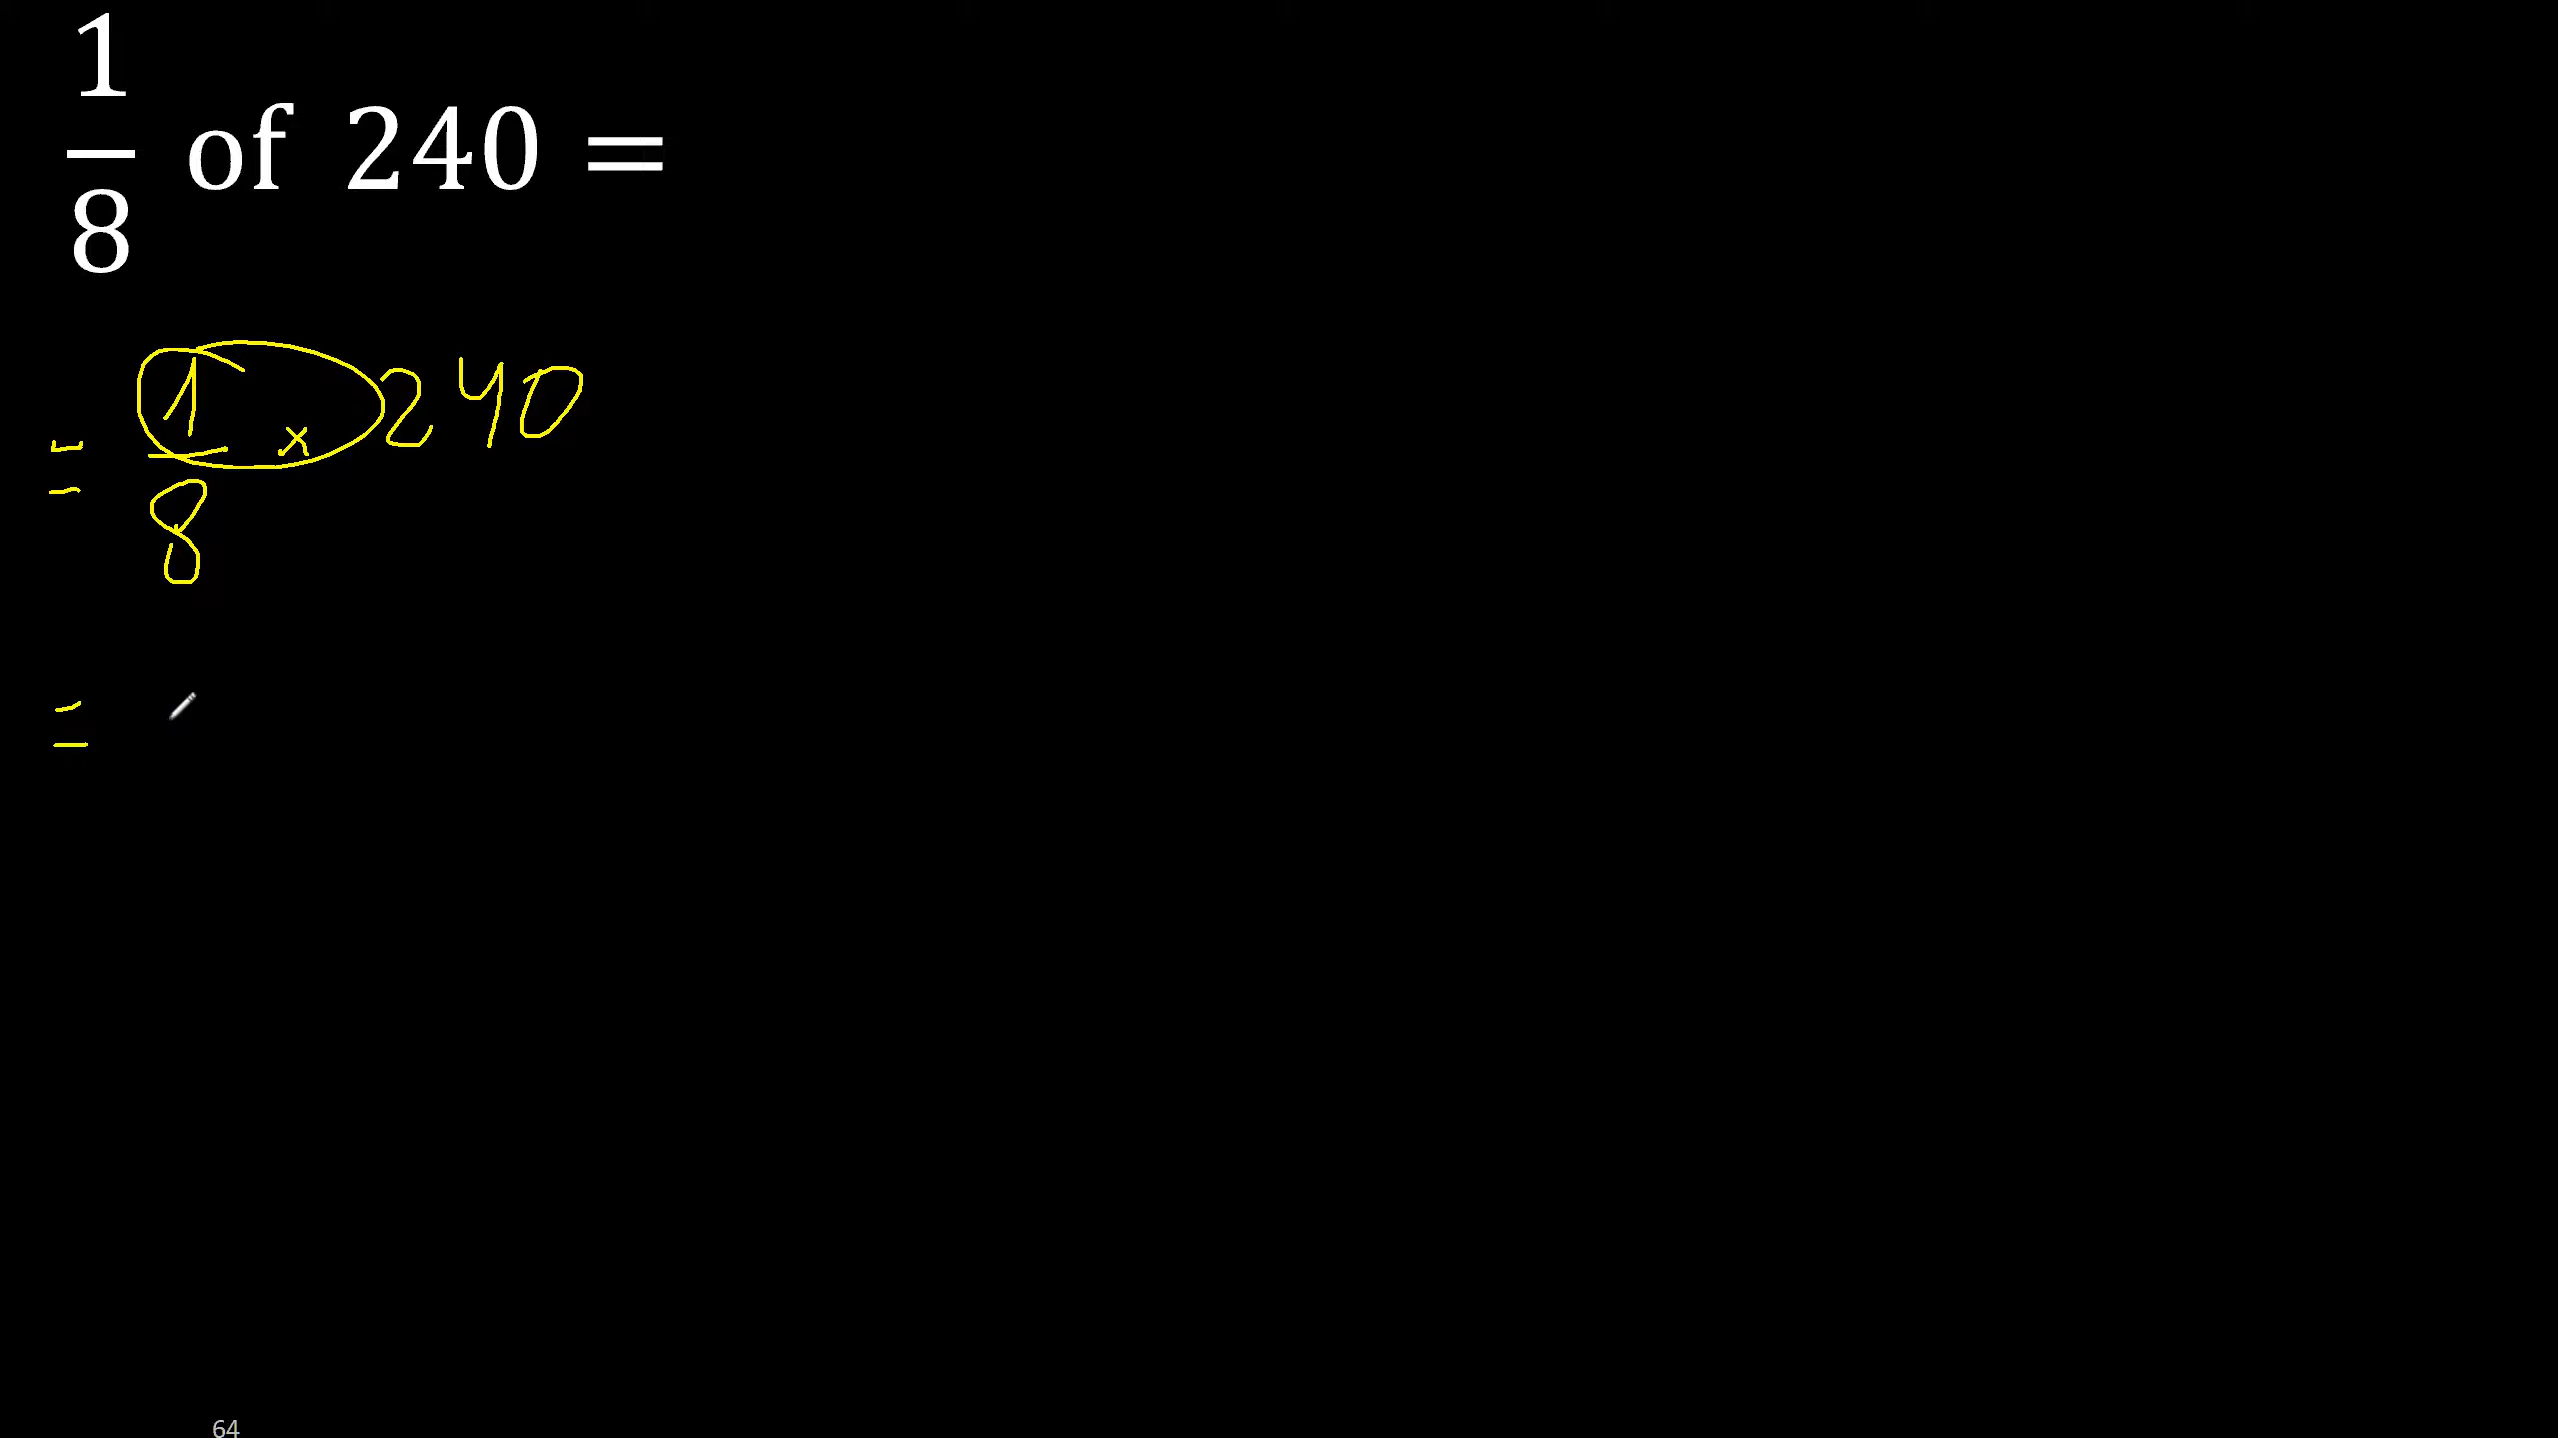 1/8 of 240 =
= 1/8 x 240
=
64